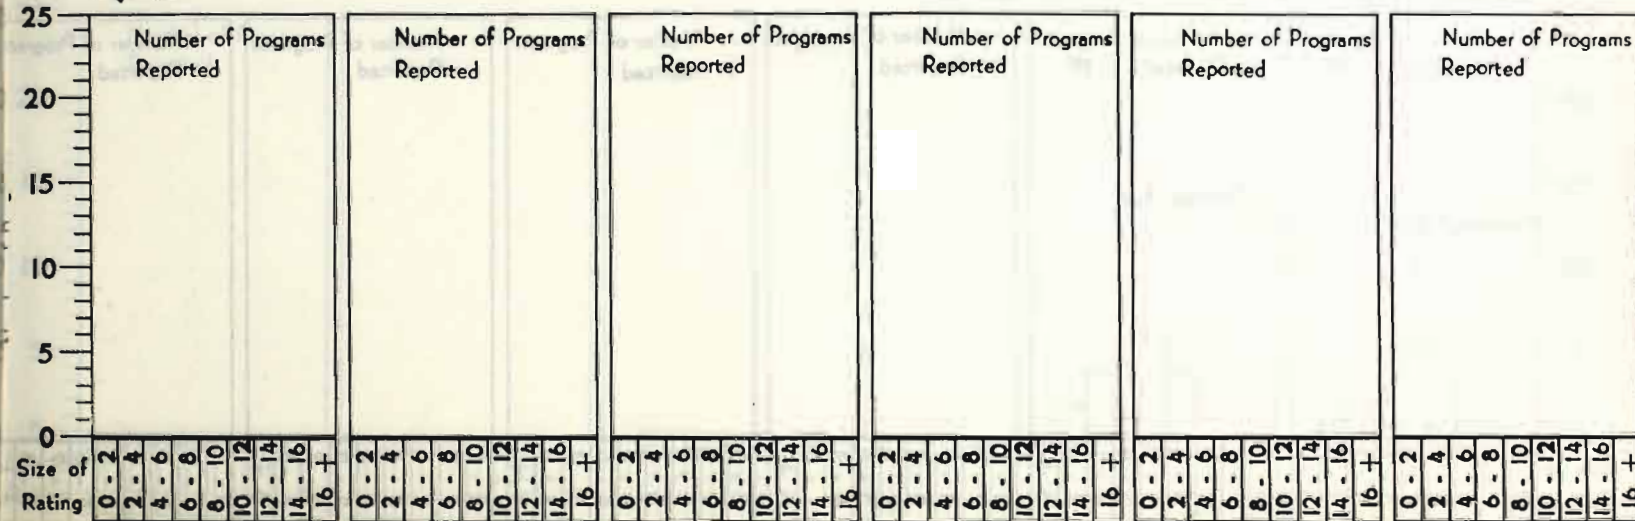 25
20
15
10
5
0
Number of Programs
Reported
Number of Programs
Reported
Number of Programs
Reported
Number of Programs
Reported
Number of Programs
Reported
Number of Programs
Reported
Size of
Rating
0 - 2
2 - 4
4 - 6
6 - 8
8 - 10
10 - 12
12 - 14
14 - 16
16 +
0 - 2
2 - 4
4 - 6
6 - 8
8 - 10
10 - 12
12 - 14
14 - 16
16 +
0 - 2
2 - 4
4 - 6
6 - 8
8 - 10
10 - 12
12 - 14
14 - 16
16 +
0 - 2
2 - 4
4 - 6
6 - 8
8 - 10
10 - 12
12 - 14
14 - 16
16 +
0 - 2
2 - 4
4 - 6
6 - 8
8 - 10
10 - 12
12 - 14
14 - 16
16 +
0 - 2
2 - 4
4 - 6
6 - 8
8 - 10
10 - 12
12 - 14
14 - 16
16 +